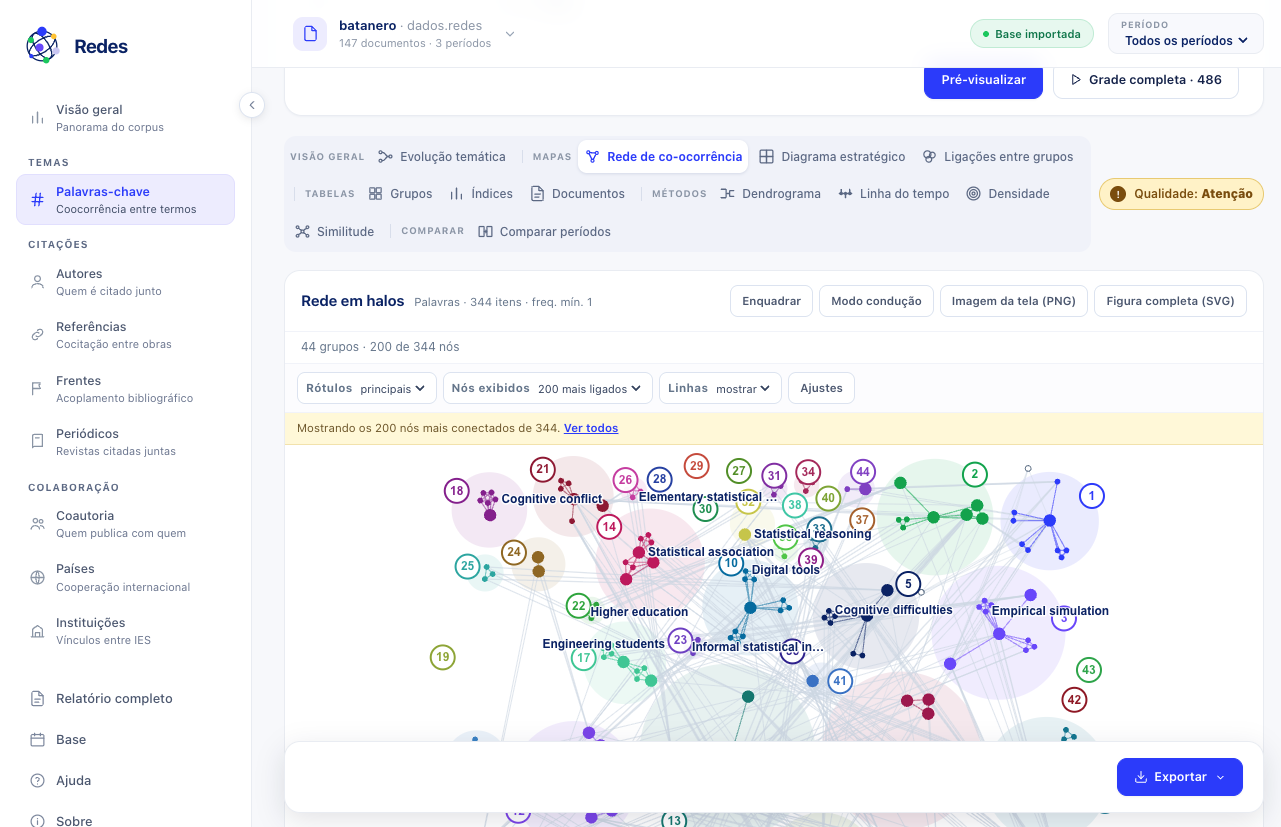 Redes
batanero · dados.redes
147 documentos · 3 períodos
Base importada
PERÍODO
Todos os períodos
Visão geral
Panorama do corpus
TEMAS
Palavras-chave
Coocorrência entre termos
CITAÇÕES
Autores
Quem é citado junto
Referências
Cocitação entre obras
Frentes
Acoplamento bibliográfico
Periódicos
Revistas citadas juntas
COLABORAÇÃO
Coautoria
Quem publica com quem
Países
Cooperação internacional
Instituições
Vínculos entre IES
Relatório completo
Base
Ajuda
Sobre
Pré-visualizar
Grade completa · 486
VISÃO GERAL
Evolução temática
MAPAS
Rede de co-ocorrência
Diagrama estratégico
Ligações entre grupos
TABELAS
Grupos
Índices
Documentos
MÉTODOS
Dendrograma
Linha do tempo
Densidade
Similitude
COMPARAR
Comparar períodos
Qualidade: Atenção
Rede em halos
Palavras · 344 itens · freq. mín. 1
Enquadrar
Modo condução
Imagem da tela (PNG)
Figura completa (SVG)
44 grupos · 200 de 344 nós
Rótulos principais
Nós exibidos 200 mais ligados
Linhas mostrar
Ajustes
Mostrando os 200 nós mais conectados de 344. Ver todos
29
21
27
34
44
2
31
26
28
18
1
Cognitive conflict
Elementary statistical ...
40
38
32
30
37
14
33
Statistical reasoning
24
Statistical association
39
10
25
Digital tools
5
22
Higher education
Cognitive difficulties
Empirical simulation
3
23
Engineering students
Informal statistical in...
19
17
43
41
42
12
13
Exportar